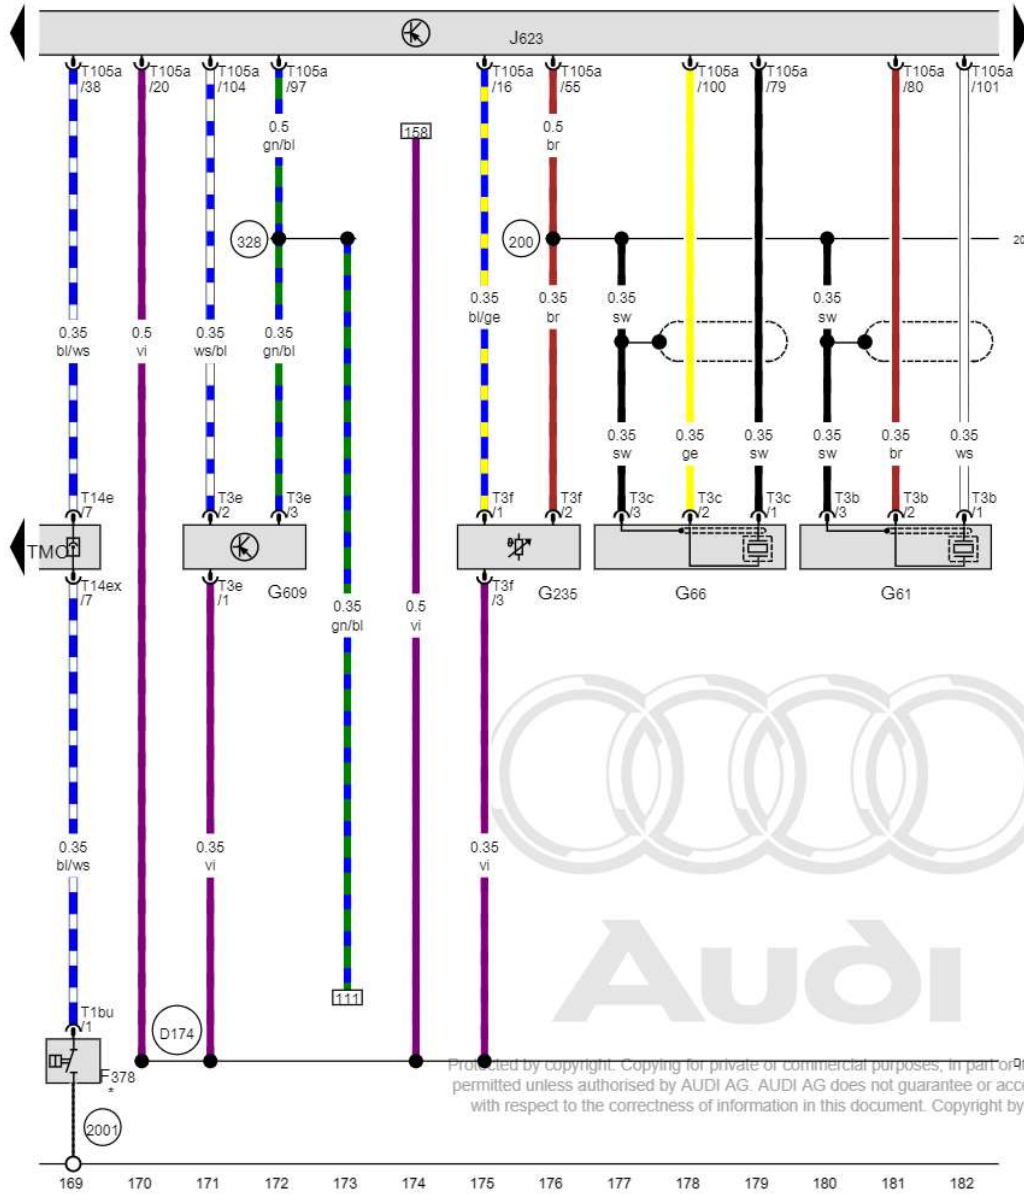 J623
T105a
/38
T105a
/20
T105a
/104
T105a
/97
T105a
/16
T105a
/55
T105a
/100
T105a
/79
T105a
/80
T105a
/101
0.5
gn/bl
158
0.5
br
328
200
0.35
bl/ws
0.5
vi
0.35
ws/bl
0.35
gn/bl
0.35
bl/ge
0.35
br
0.35
sw
0.35
sw
0.35
sw
0.35
ge
0.35
sw
0.35
sw
0.35
br
0.35
ws
T14e
/7
T3e
/2
T3e
/3
T3f
/1
T3f
/2
T3c
/3
T3c
/2
T3c
/1
T3b
/3
T3b
/2
T3b
/1
TMO
T14ex
/7
T3e
/1
G609
T3f
/3
G235
G66
G61
0.35
gn/bl
0.5
vi
0.35
bl/ws
0.35
vi
0.35
vi
Audi
111
T1bu
/1
D174
F378
*
2001
Protected by copyright. Copying for private or commercial purposes, in part or
permitted unless authorised by AUDI AG. AUDI AG does not guarantee or acce
with respect to the correctness of information in this document. Copyright by
169 170 171 172 173 174 175 176 177 178 179 180 181 182